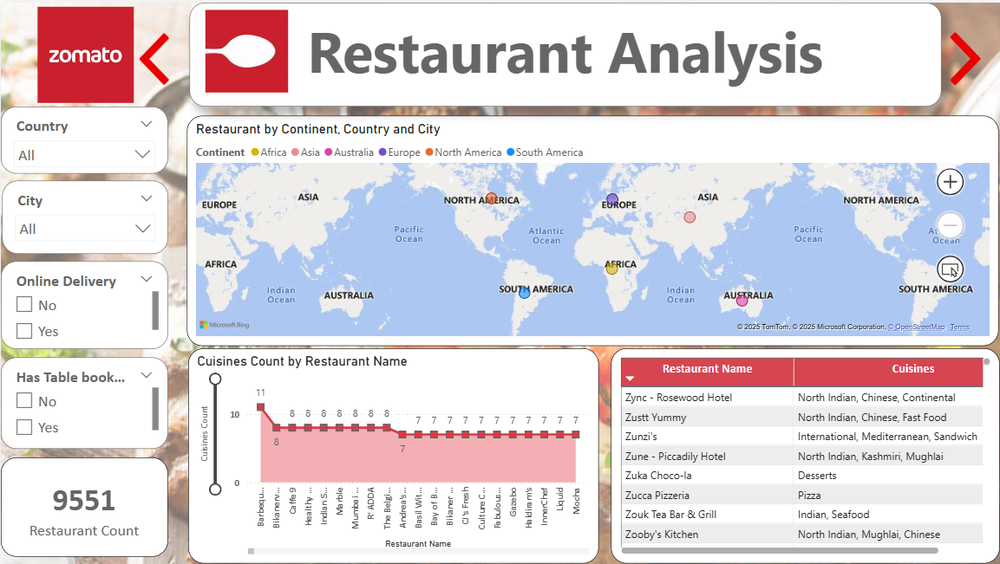 zomato
Restaurant Analysis
Country
All
City
All
Online Delivery
No
Yes
Has Table book...
No
Yes
9551
Restaurant Count
Restaurant by Continent, Country and City
Continent Africa Asia Australia Europe North America South America
EUROPE
ASIA
NORTH AMERICA
EUROPE
ASIA
NORTH AMERICA
Pacific
Ocean
Atlantic
Ocean
Pacific
Ocean
Ocean
AFRICA
AFRICA
Indian
Ocean
AUSTRALIA
SOUTH AMERICA
Indian
Ocean
AUSTRALIA
SOUTH AMERICA
Microsoft Bing
© 2025 TomTom, © 2025 Microsoft Corporation, © OpenStreetMap Terms
Cuisines Count by Restaurant Name
Cuisines Count
10
0
11
8
8 8 8 8 8 8 8
7
7 7 7 7 7 7 7 7 7 7 7
Barbequ...
Bikanerv...
Caffe 9
Healthy ...
Indian S...
Marble
Mumbai ...
R' ADDA
The Belgi...
Andrea's...
Basil Wit...
Bay of B...
Bikaner ...
CJ's Fresh
Culture C...
Fabulous...
Gazebo
Haldiram's
InnerChef
Liquid
Mocha
Restaurant Name
Restaurant Name Cuisines
Zync - Rosewood Hotel North Indian, Chinese, Continental
Zustt Yummy North Indian, Chinese, Fast Food
Zunzi's International, Mediterranean, Sandwich
Zune - Piccadily Hotel North Indian, Kashmiri, Mughlai
Zuka Choco-la Desserts
Zucca Pizzeria Pizza
Zouk Tea Bar & Grill Indian, Seafood
Zooby's Kitchen North Indian, Mughlai, Chinese